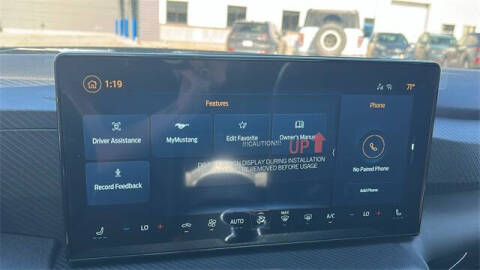 1:19
71°
Features
Phone
Driver Assistance
MyMustang
Edit Favorite
Owner's Manual
!!!CAUTION!!!
UP
DISPLAY DURING INSTALLATION
REMOVED BEFORE USAGE
No Paired Phone
Record Feedback
Add Phone
LO
AUTO
MAX
A/C
LO